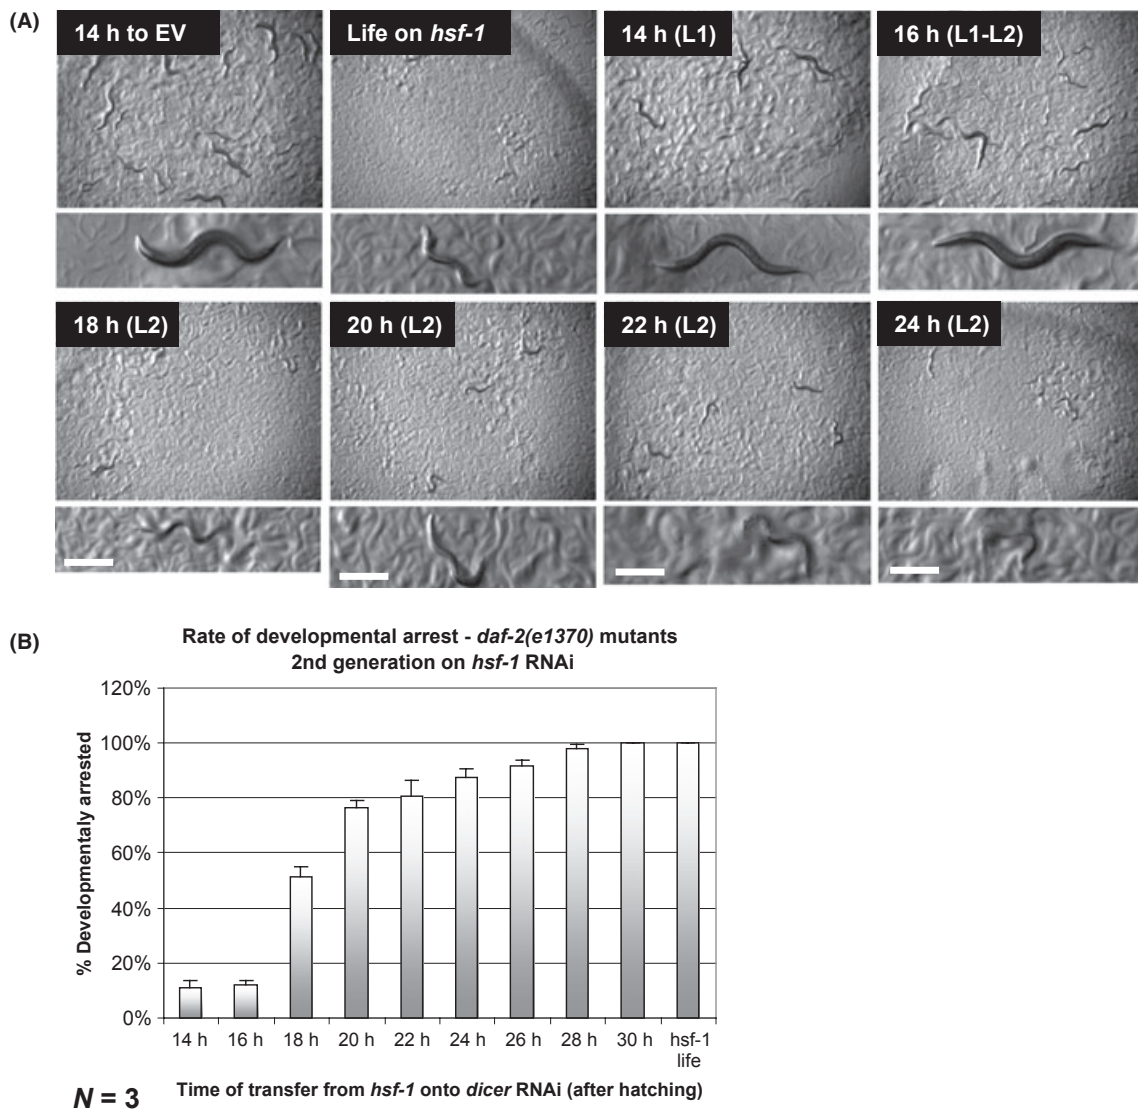 (A)
14 h to EV
Life on hsf-1
14 h (L1)
16 h (L1-L2)
18 h (L2)
20 h (L2)
22 h (L2)
24 h (L2)
(B)
Rate of developmental arrest - daf-2(e1370) mutants
2nd generation on hsf-1 RNAi
% Developmentaly arrested
120%
100%
80%
60%
40%
20%
0%
14 h
16 h
18 h
20 h
22 h
24 h
26 h
28 h
30 h
hsf-1
life
Time of transfer from hsf-1 onto dicer RNAi (after hatching)
N = 3